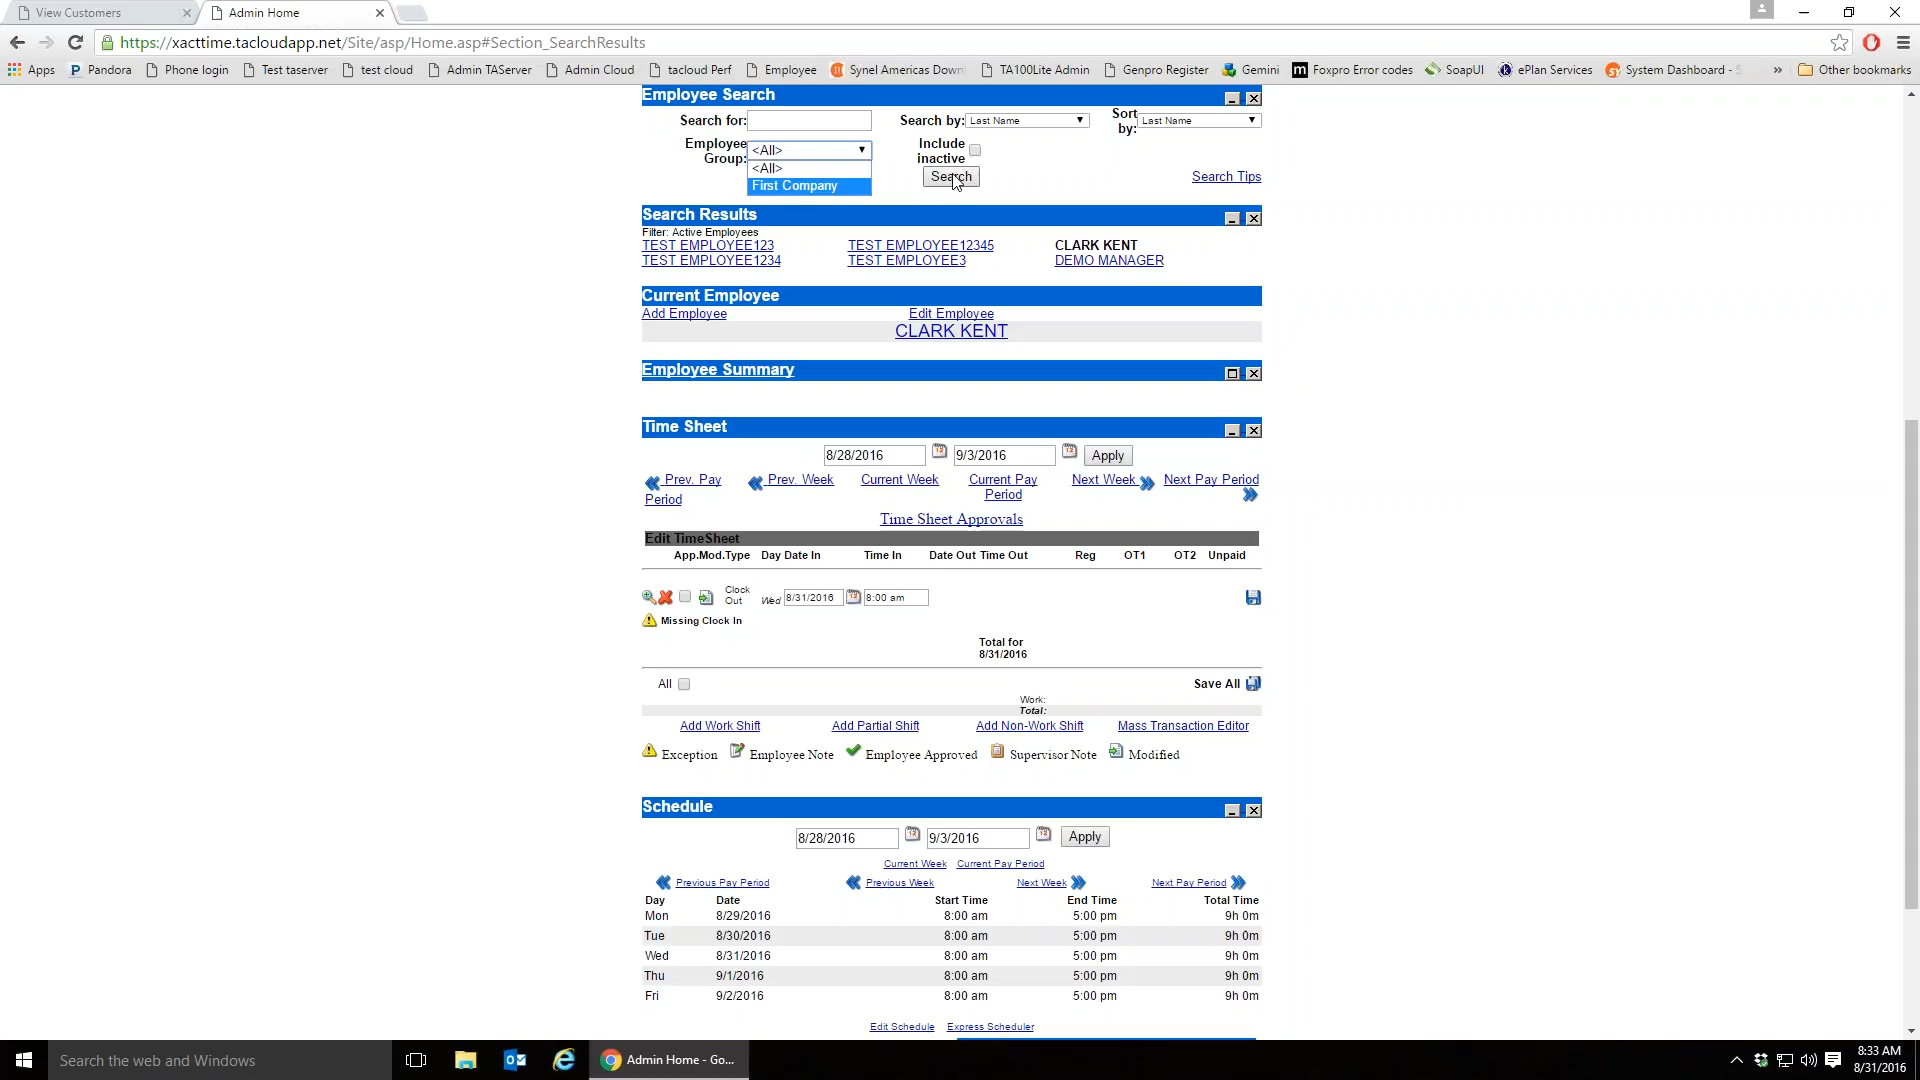 View Customers
Admin Home
https://xacttime.tacloudapp.net/Site/asp/Home.asp#Section_SearchResults
Apps Pandora Phone login Test taserver test cloud Admin TAServer Admin Cloud tacloud Perf Employee Synel Americas Down TA100Lite Admin Genpro Register Gemini Foxpro Error codes SoapUI ePlan Services System Dashboard - S » Other bookmarks
Employee Search
Search for: Search by: Last Name Sort by: Last Name
Employee Group: <All> Include inactive
<All>
First Company
Search Search Tips
Search Results
Filter: Active Employees
TEST EMPLOYEE123 TEST EMPLOYEE12345 CLARK KENT
TEST EMPLOYEE1234 TEST EMPLOYEE3 DEMO MANAGER
Current Employee
Add Employee Edit Employee
CLARK KENT
Employee Summary
Time Sheet
8/28/2016 9/3/2016 Apply
Prev. Pay Period Prev. Week Current Week Current Pay Period Next Week Next Pay Period
Time Sheet Approvals
Edit TimeSheet
App.Mod.Type Day Date In Time In Date Out Time Out Reg OT1 OT2 Unpaid
Clock Out Wed 8/31/2016 8:00 am
Missing Clock In
Total for
8/31/2016
All Save All
Work:
Total:
Add Work Shift Add Partial Shift Add Non-Work Shift Mass Transaction Editor
Exception Employee Note Employee Approved Supervisor Note Modified
Schedule
8/28/2016 9/3/2016 Apply
Current Week Current Pay Period
Previous Pay Period Previous Week Next Week Next Pay Period
Day Date Start Time End Time Total Time
Mon 8/29/2016 8:00 am 5:00 pm 9h 0m
Tue 8/30/2016 8:00 am 5:00 pm 9h 0m
Wed 8/31/2016 8:00 am 5:00 pm 9h 0m
Thu 9/1/2016 8:00 am 5:00 pm 9h 0m
Fri 9/2/2016 8:00 am 5:00 pm 9h 0m
Edit Schedule Express Scheduler
Search the web and Windows
Admin Home - Go...
8:33 AM
8/31/2016